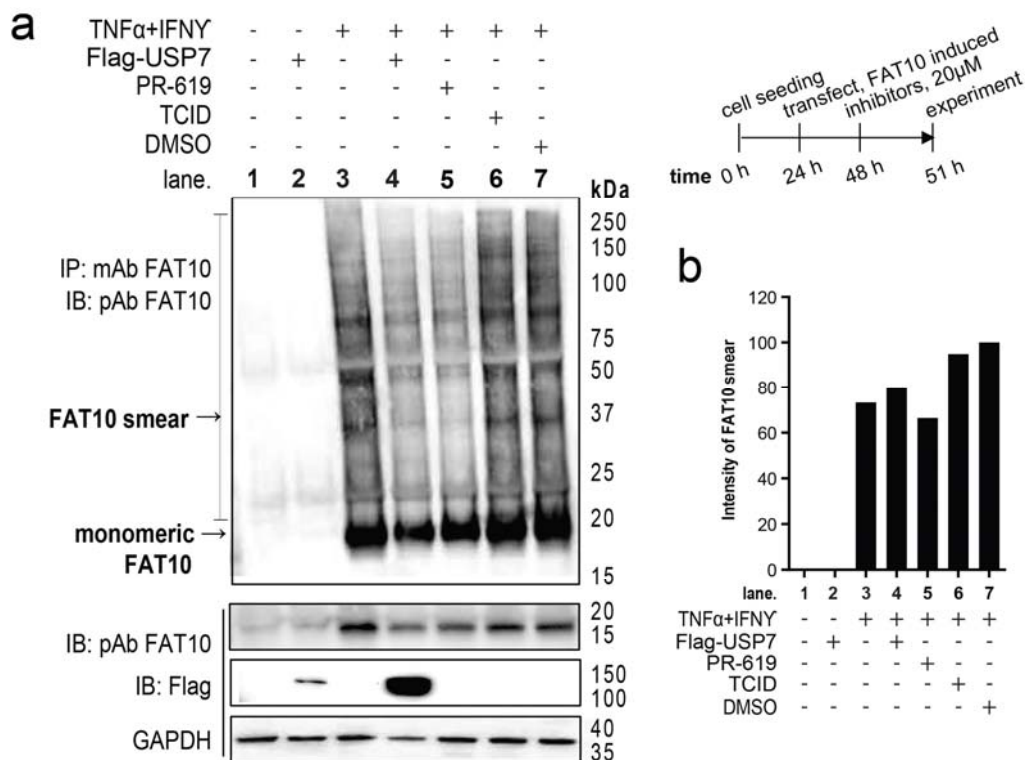 a
TNFα+IFNƳ - - + + + + +
Flag-USP7 - + - + - - -
PR-619 - - - - + - -
TCID - - - - - + -
DMSO - - - - - - +
lane. 1 2 3 4 5 6 7 kDa
250
150
100
75
50
37
25
20
15
IP: mAb FAT10
IB: pAb FAT10
FAT10 smear →
monomeric →
FAT10
IB: pAb FAT10 20
15
IB: Flag 150
100
GAPDH 40
35
cell seeding
transfect, FAT10 induced
inhibitors, 20µM
experiment
time 0 h 24 h 48 h 51 h
b
Intensity of FAT10 smear
120
100
80
60
40
20
0
lane. 1 2 3 4 5 6 7
TNFα+IFNƳ - - + + + + +
Flag-USP7 - + - + - - -
PR-619 - - - - + - -
TCID - - - - - + -
DMSO - - - - - - +